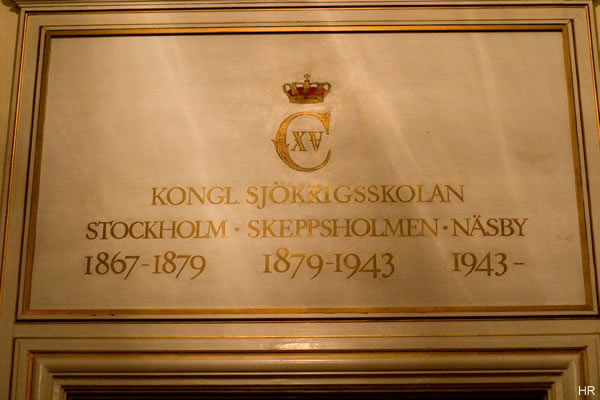 C XV
KONGL. SJÖKRIGSSKOLAN
STOCKHOLM · SKEPPSHOLMEN · NÄSBY
1867-1879 1879-1943 1943-
HR